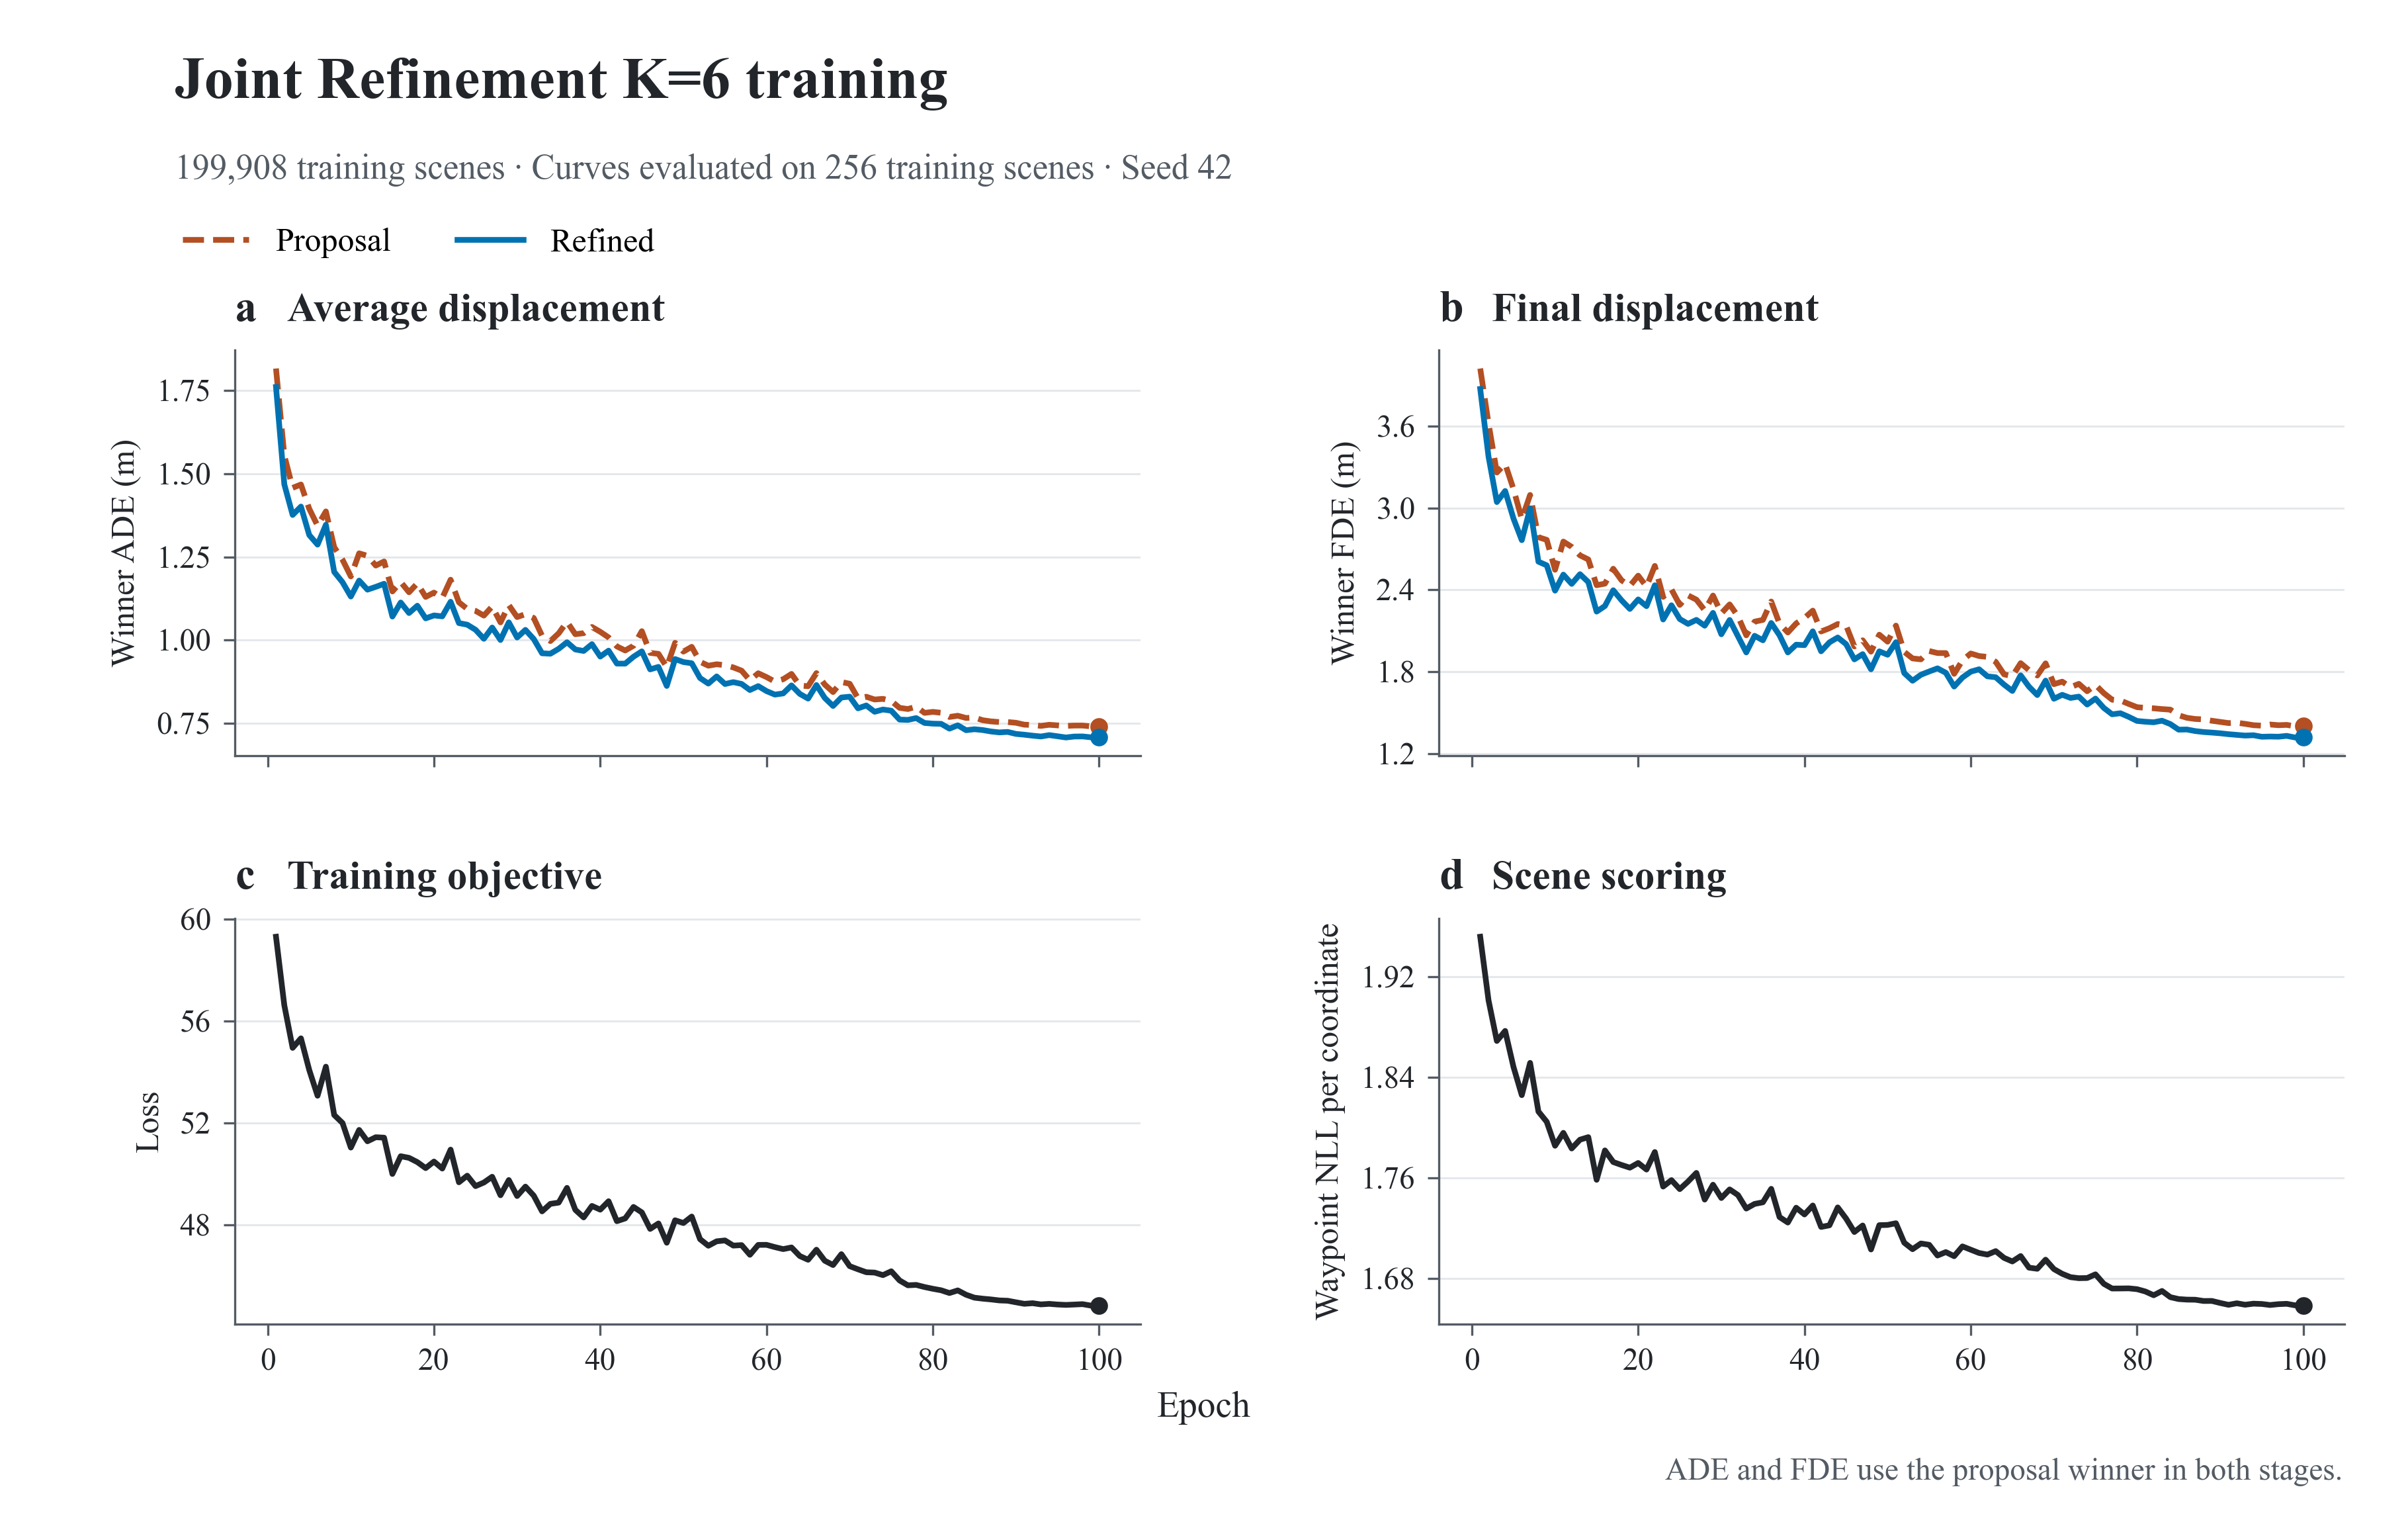 Joint Refinement K=6 training
199,908 training scenes · Curves evaluated on 256 training scenes · Seed 42
Proposal
Refined
a Average displacement
Winner ADE (m)
1.75
1.50
1.25
1.00
0.75
b Final displacement
Winner FDE (m)
3.6
3.0
2.4
1.8
1.2
c Training objective
Loss
60
56
52
48
0 20 40 60 80 100
d Scene scoring
Waypoint NLL per coordinate
1.92
1.84
1.76
1.68
0 20 40 60 80 100
Epoch
ADE and FDE use the proposal winner in both stages.